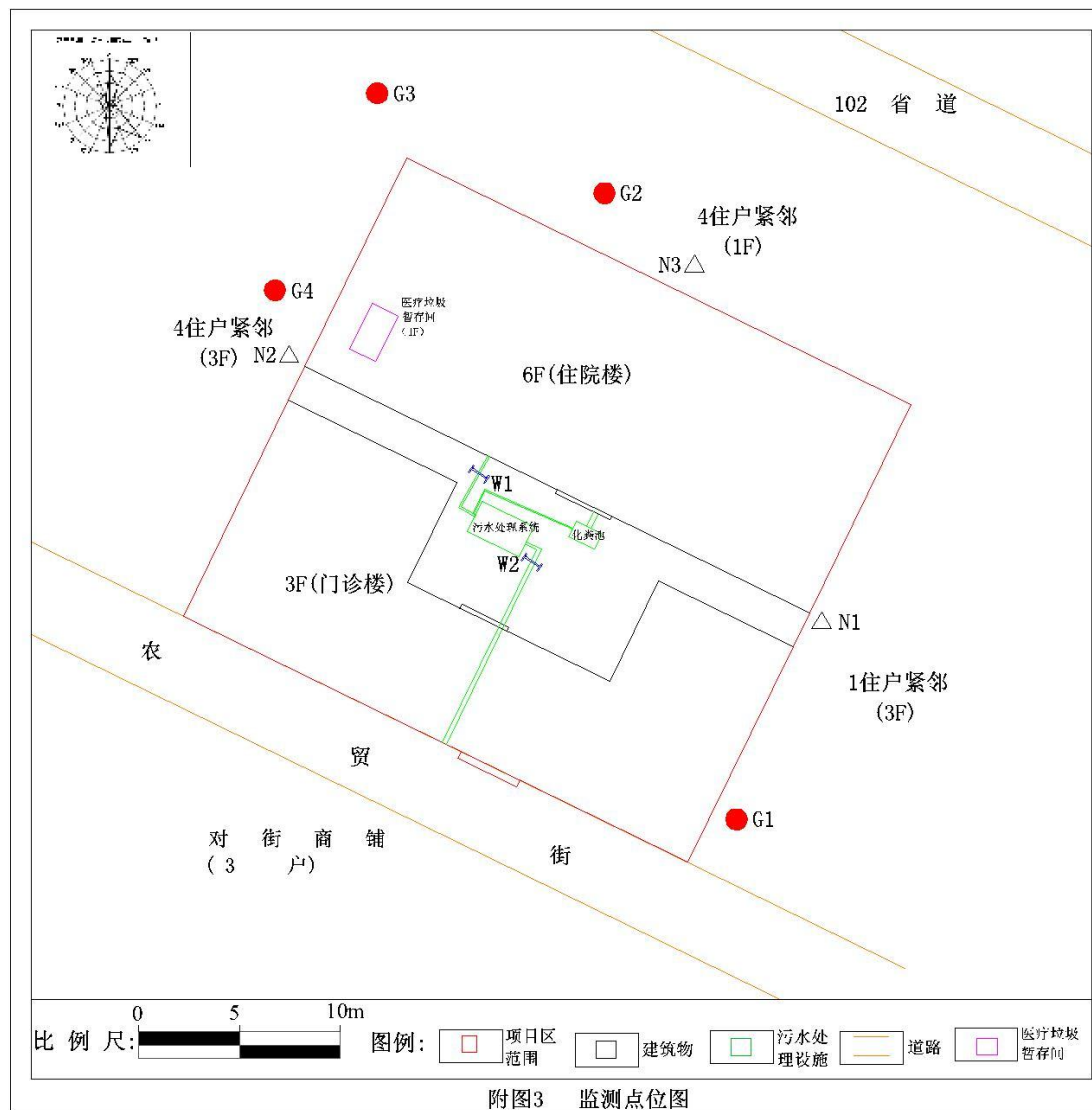 G3
102 省 道
G2
4住户紧邻
(1F)
N3
G4
医疗垃圾
暂存间
(1F)
4住户紧邻
(3F)
N2
6F(住院楼)
W1
污水处理系统
化粪池
W2
3F(门诊楼)
N1
农
1住户紧邻
(3F)
贸
G1
对 街 商 铺
( 3 户)
街
0 5 10m
比 例 尺:
图例:
项目区
范围
建筑物
污水处
理设施
道路
医疗垃圾
暂存间
附图3 监测点位图